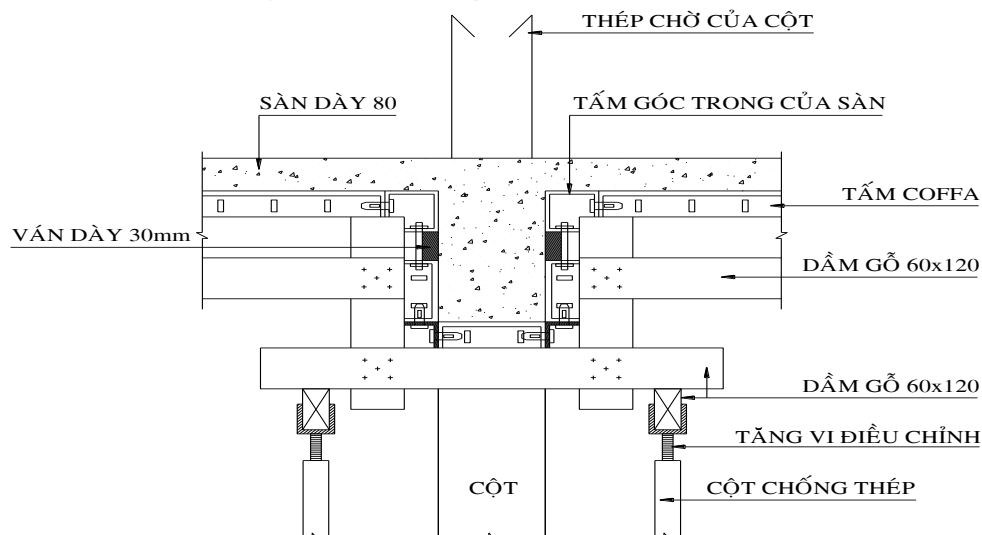 THÉP CHỜ CỦA CỘT
SÀN DÀY 80
TẤM GÓC TRONG CỦA SÀN
TẤM COFFA
VÁN DÀY 30mm
DẦM GỖ 60x120
DẦM GỖ 60x120
TĂNG VI ĐIỀU CHỈNH
CỘT
CỘT CHỐNG THÉP